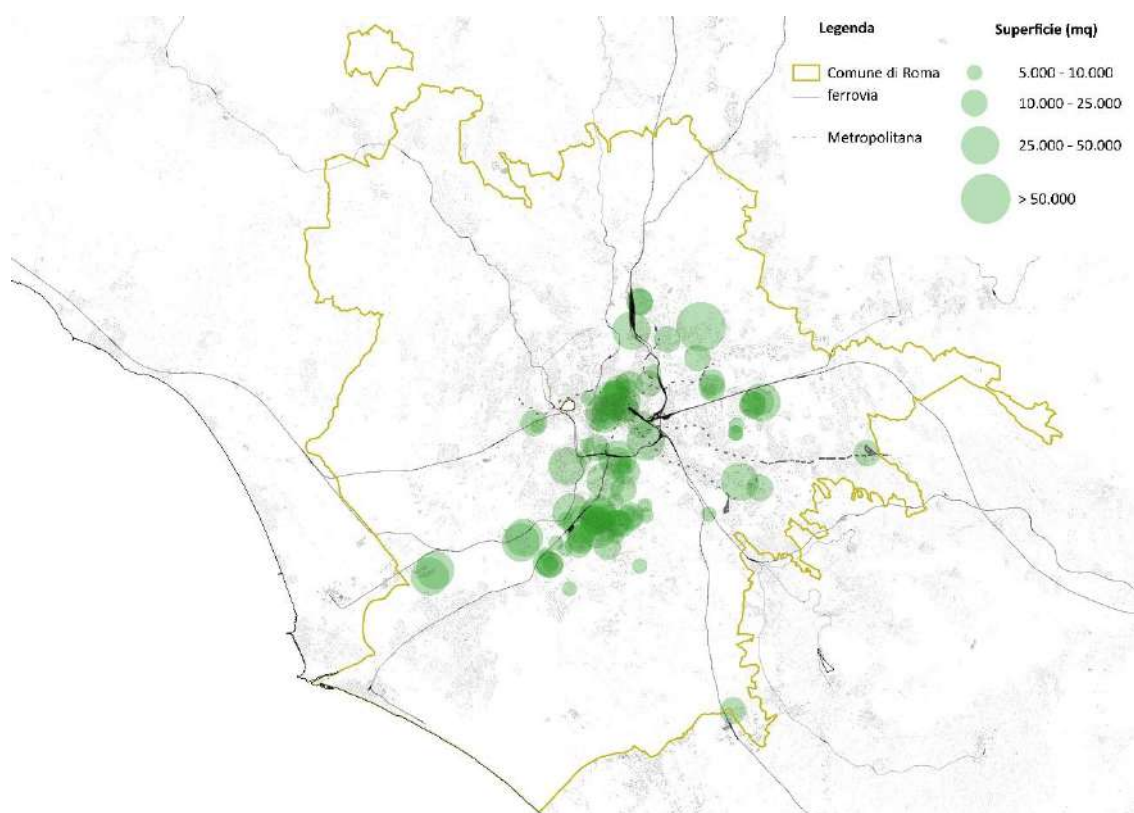 Legenda
Comune di Roma
ferrovia
Metropolitana
Superficie (mq)
5.000 - 10.000
10.000 - 25.000
25.000 - 50.000
> 50.000